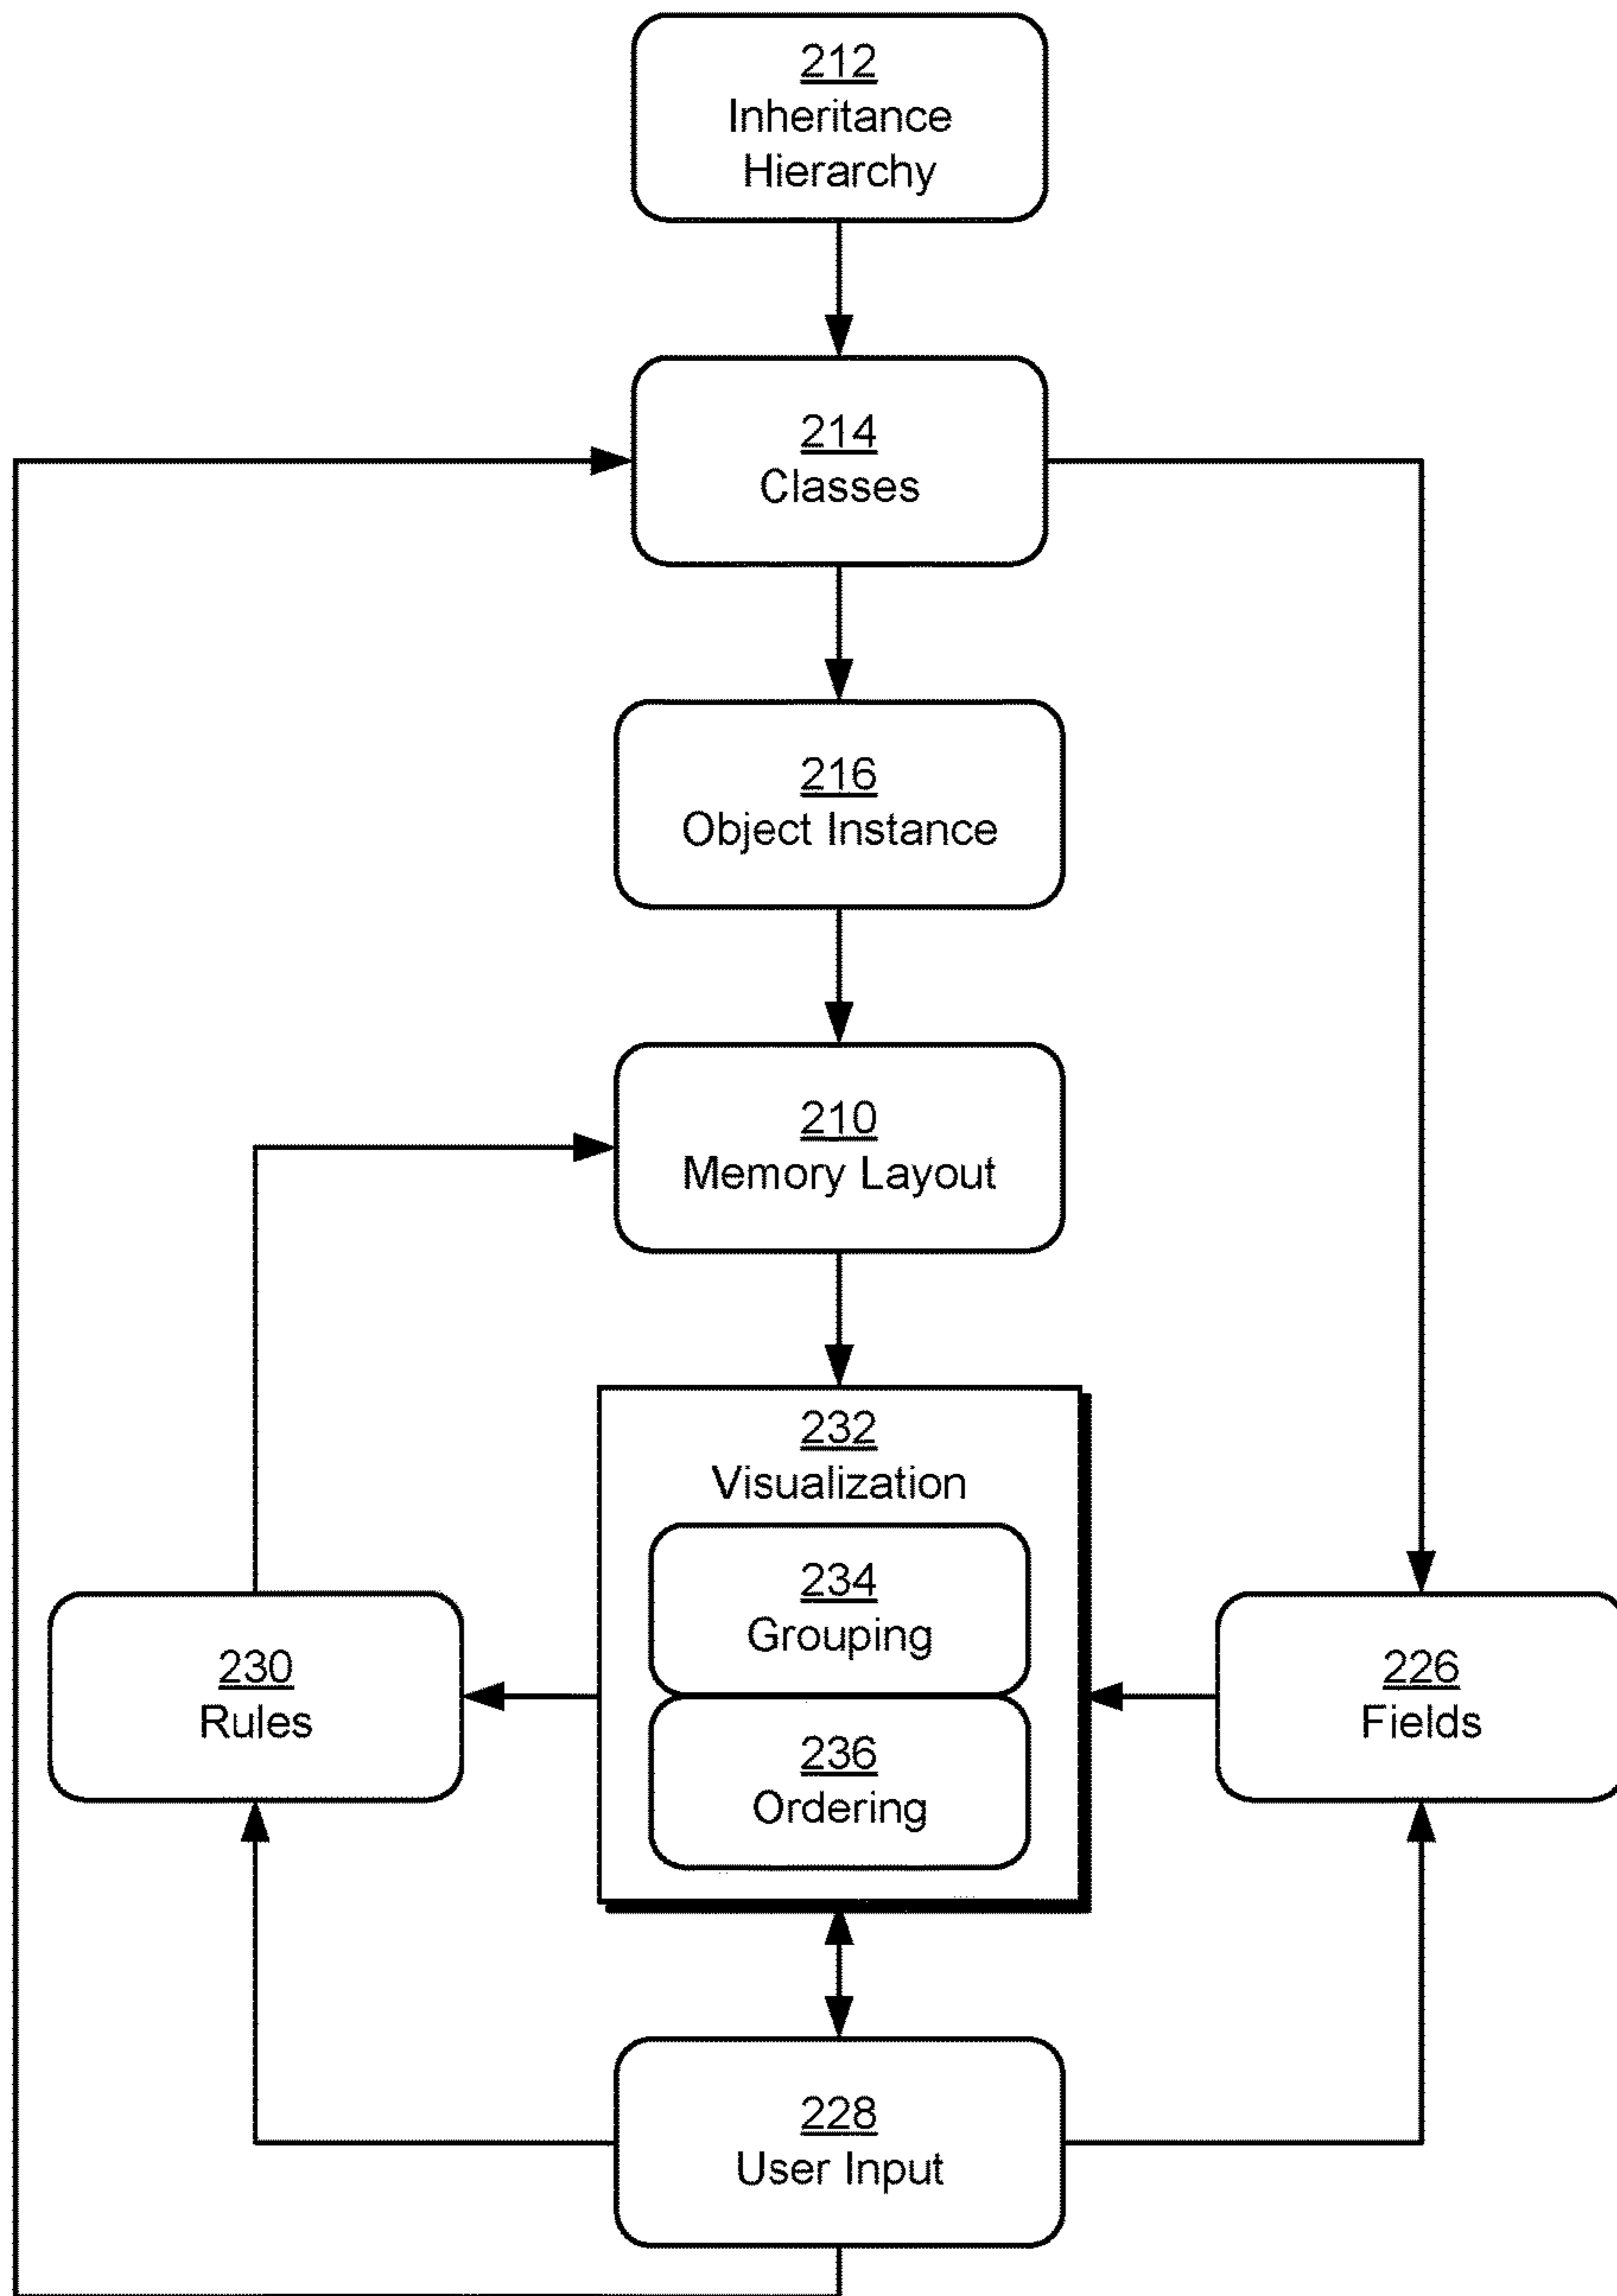 212
Inheritance
Hierarchy
214
Classes
216
Object Instance
210
Memory Layout
232
Visualization
234
Grouping
230
Rules
226
Fields
236
Ordering
228
User Input